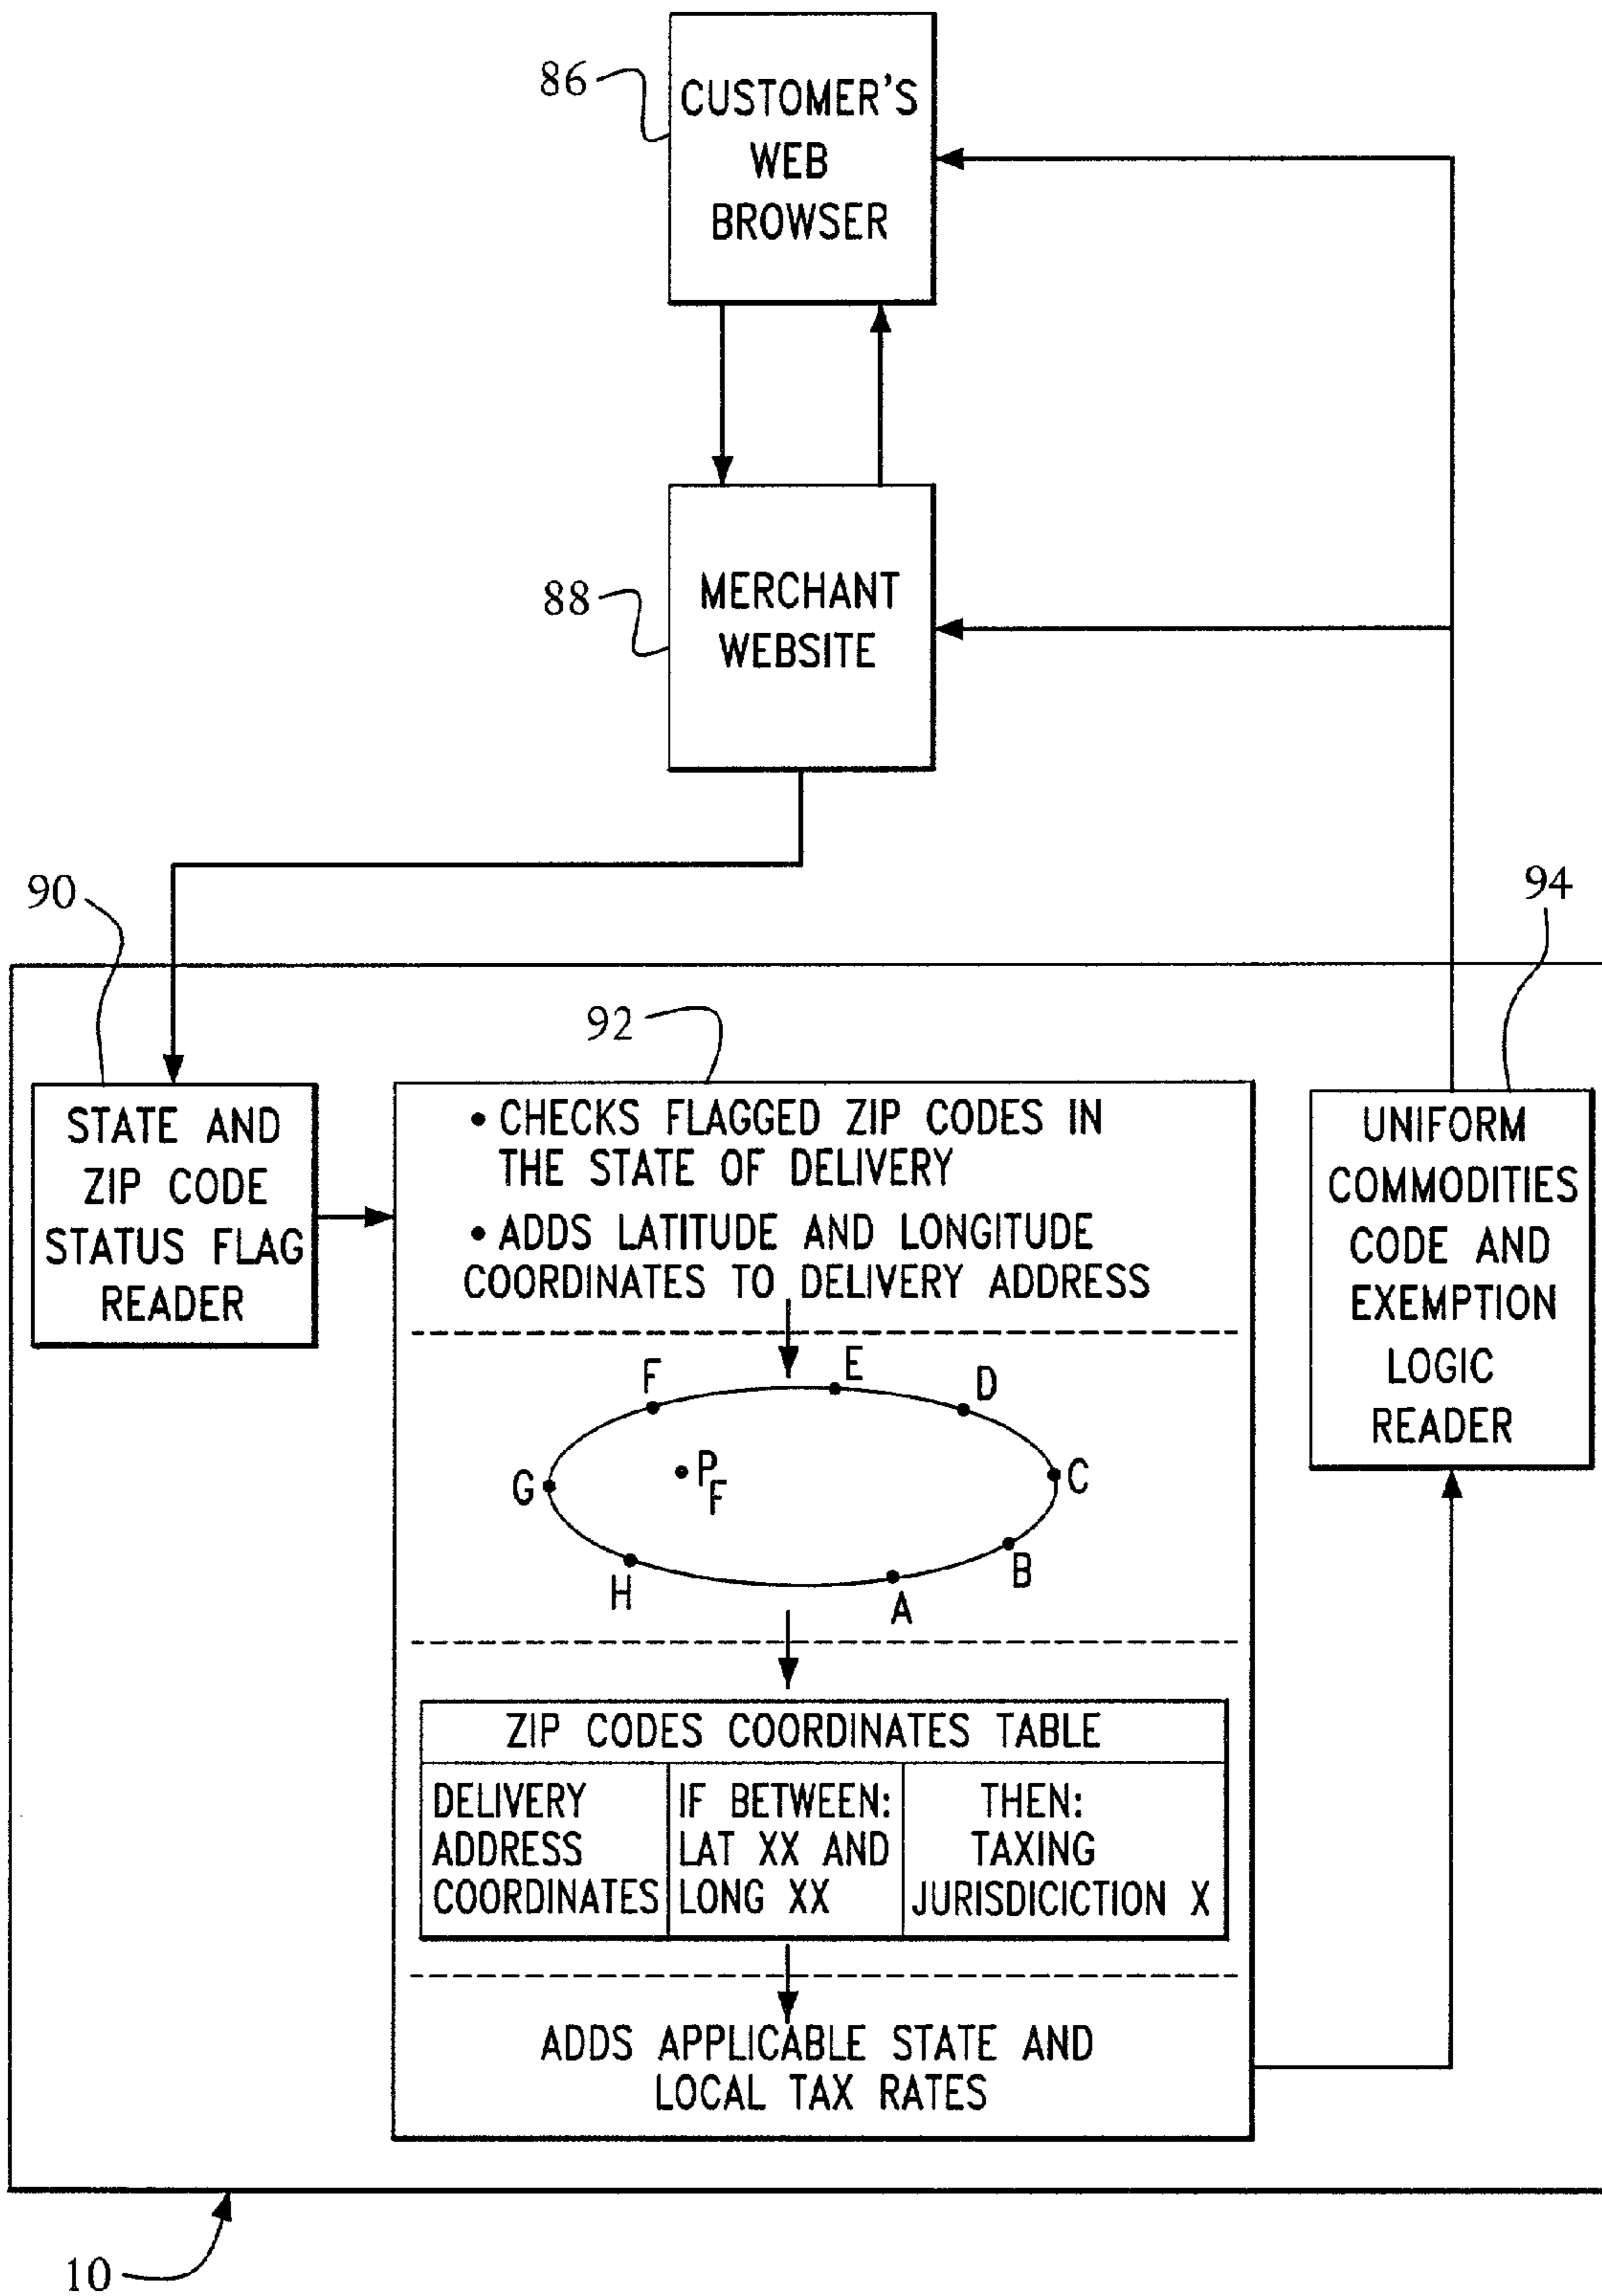 86
CUSTOMER'S
WEB
BROWSER
88
MERCHANT
WEBSITE
90
94
92
STATE AND
ZIP CODE
STATUS FLAG
READER
• CHECKS FLAGGED ZIP CODES IN
THE STATE OF DELIVERY
• ADDS LATITUDE AND LONGITUDE
COORDINATES TO DELIVERY ADDRESS
UNIFORM
COMMODITIES
CODE AND
EXEMPTION
LOGIC
READER
F
E
D
G
P_F
C
H
A
B
ZIP CODES COORDINATES TABLE
DELIVERY
ADDRESS
COORDINATES
IF BETWEEN:
LAT XX AND
LONG XX
THEN:
TAXING
JURISDICICTION X
ADDS APPLICABLE STATE AND
LOCAL TAX RATES
10